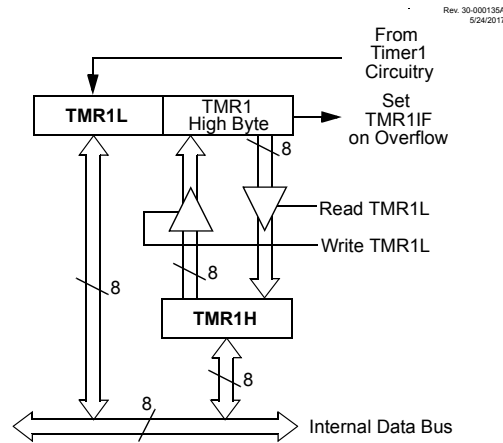 Rev. 30-000135A
5/24/2017
From
Timer1
Circuitry
TMR1L
TMR1
High Byte
Set
TMR1IF
on Overflow
8
Read TMR1L
Write TMR1L
8
8
TMR1H
8
8
Internal Data Bus